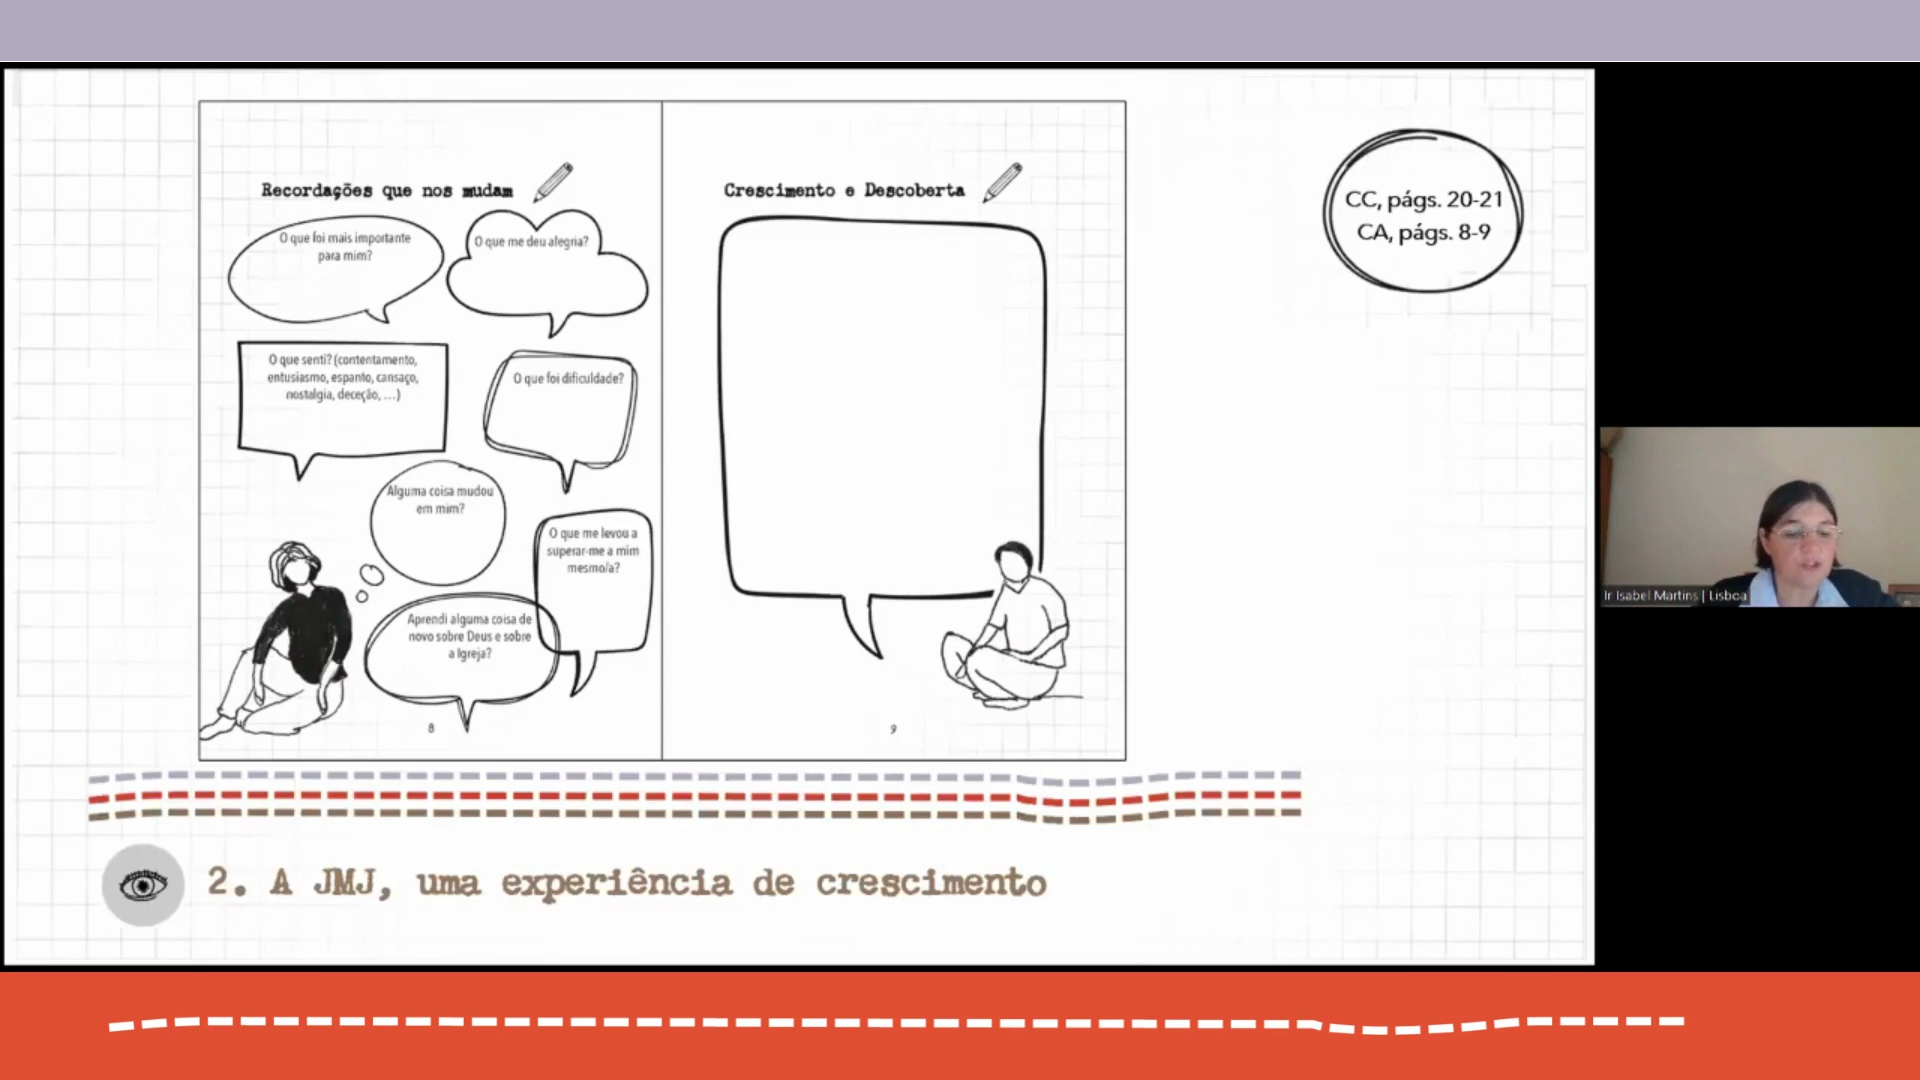 Recordações que nos mudam
O que foi mais importante
para mim?
O que me deu alegria?
O que senti? (contentamento,
entusiasmo, espanto, cansaço,
nostalgia, deceção, ...)
O que foi dificuldade?
Alguma coisa mudou
em mim?
O que me levou a
superar-me a mim
mesmo/a?
Aprendi alguma coisa de
novo sobre Deus e sobre
a Igreja?
8
Crescimento e Descoberta
9
CC, págs. 20-21
CA, págs. 8-9
2. A JMJ, uma experiência de crescimento
Ir Isabel Martins | Lisboa